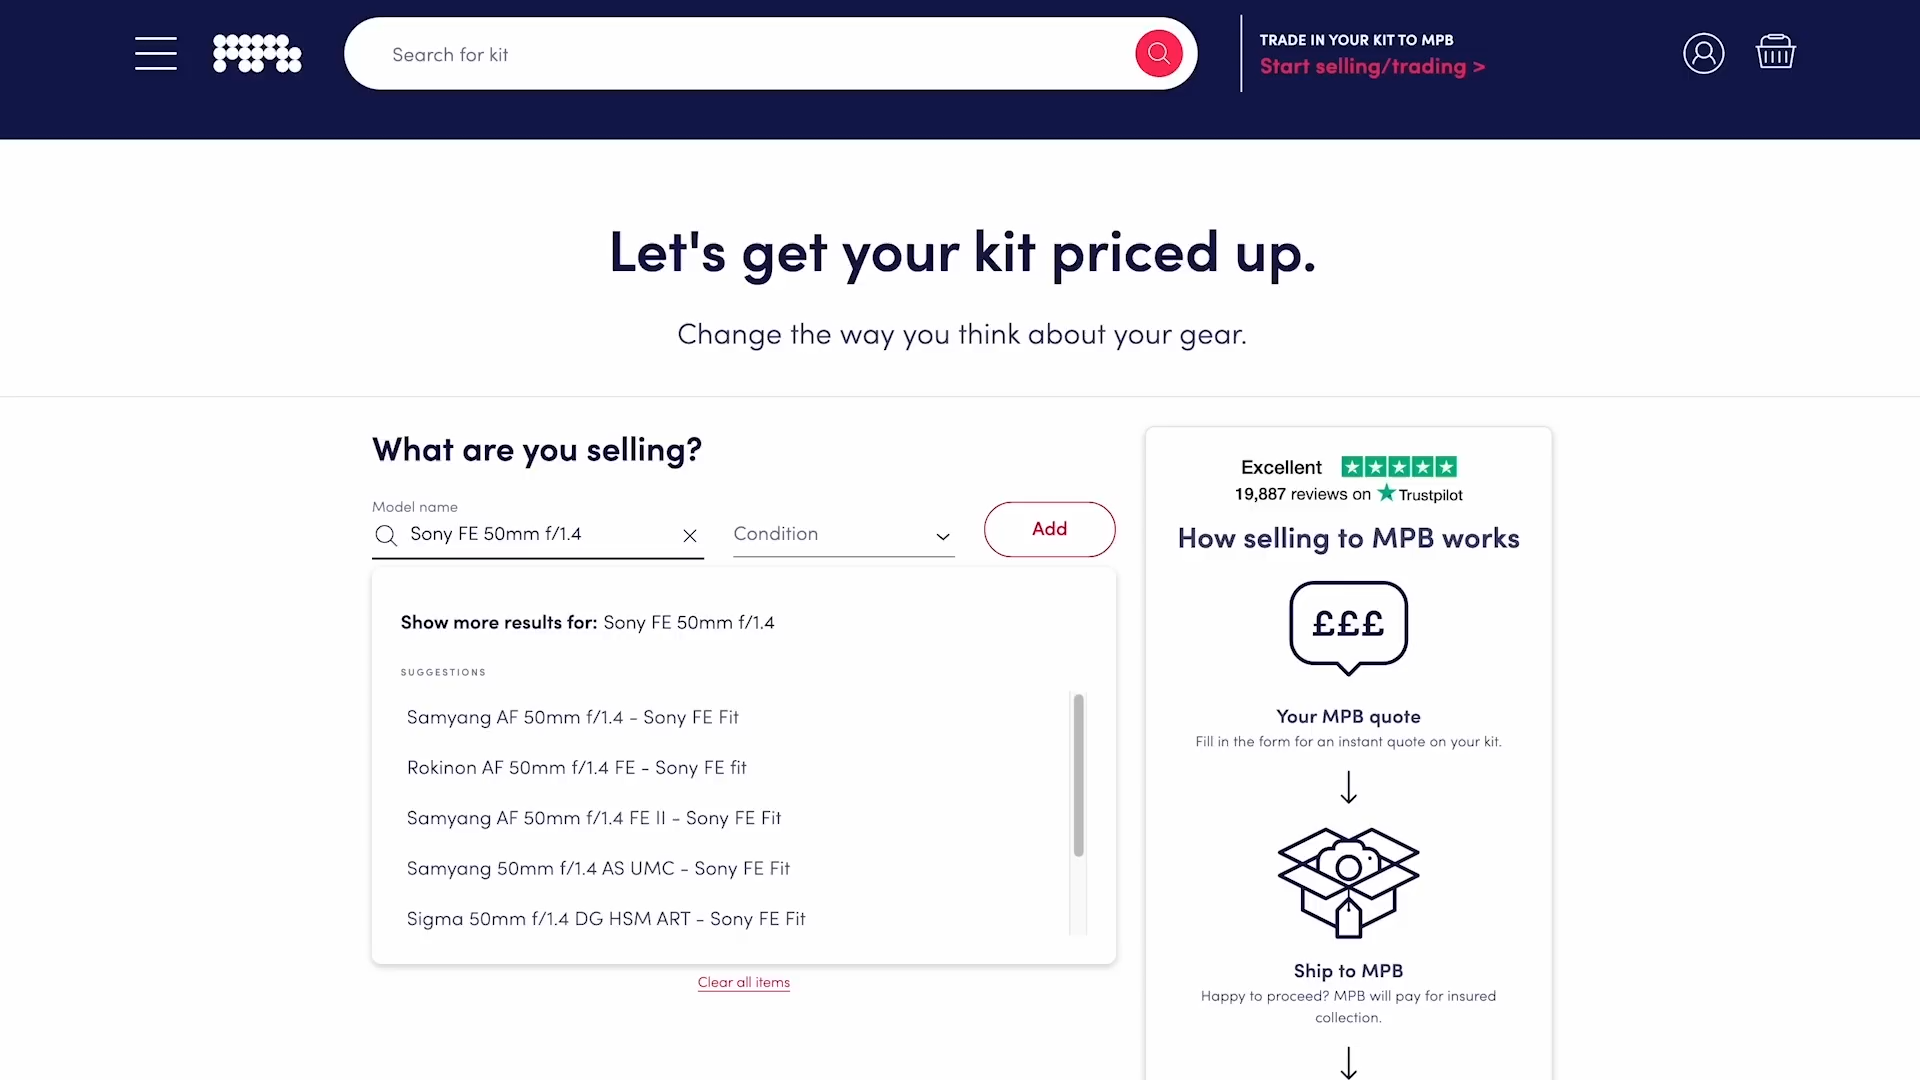 Search for kit
TRADE IN YOUR KIT TO MPB
Start selling/trading >
Let's get your kit priced up.
Change the way you think about your gear.
What are you selling?
Model name
Sony FE 50mm f/1.4
Condition
Add
Show more results for: Sony FE 50mm f/1.4
SUGGESTIONS
Samyang AF 50mm f/1.4 - Sony FE Fit
Rokinon AF 50mm f/1.4 FE - Sony FE fit
Samyang AF 50mm f/1.4 FE II - Sony FE Fit
Samyang 50mm f/1.4 AS UMC - Sony FE Fit
Sigma 50mm f/1.4 DG HSM ART - Sony FE Fit
Clear all items
Excellent
19,887 reviews on Trustpilot
How selling to MPB works
£££
Your MPB quote
Fill in the form for an instant quote on your kit.
Ship to MPB
Happy to proceed? MPB will pay for insured
collection.